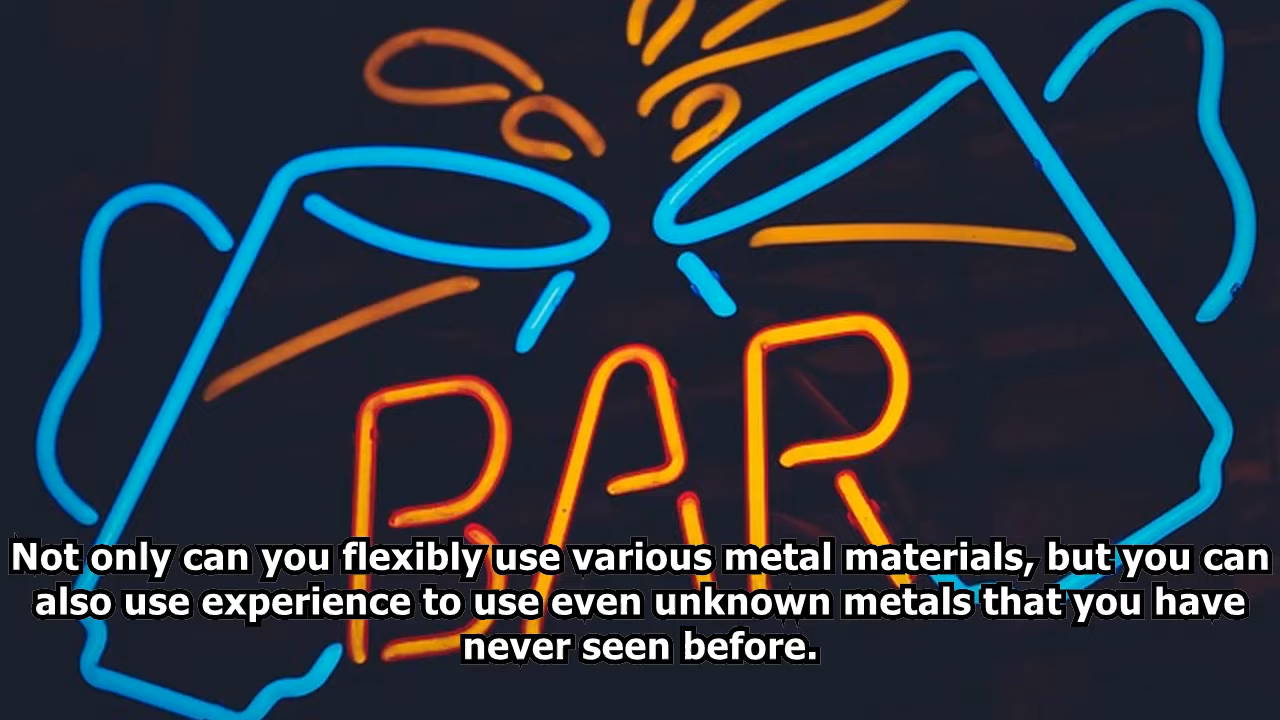 BAR
Not only can you flexibly use various metal materials, but you can
also use experience to use even unknown metals that you have
never seen before.